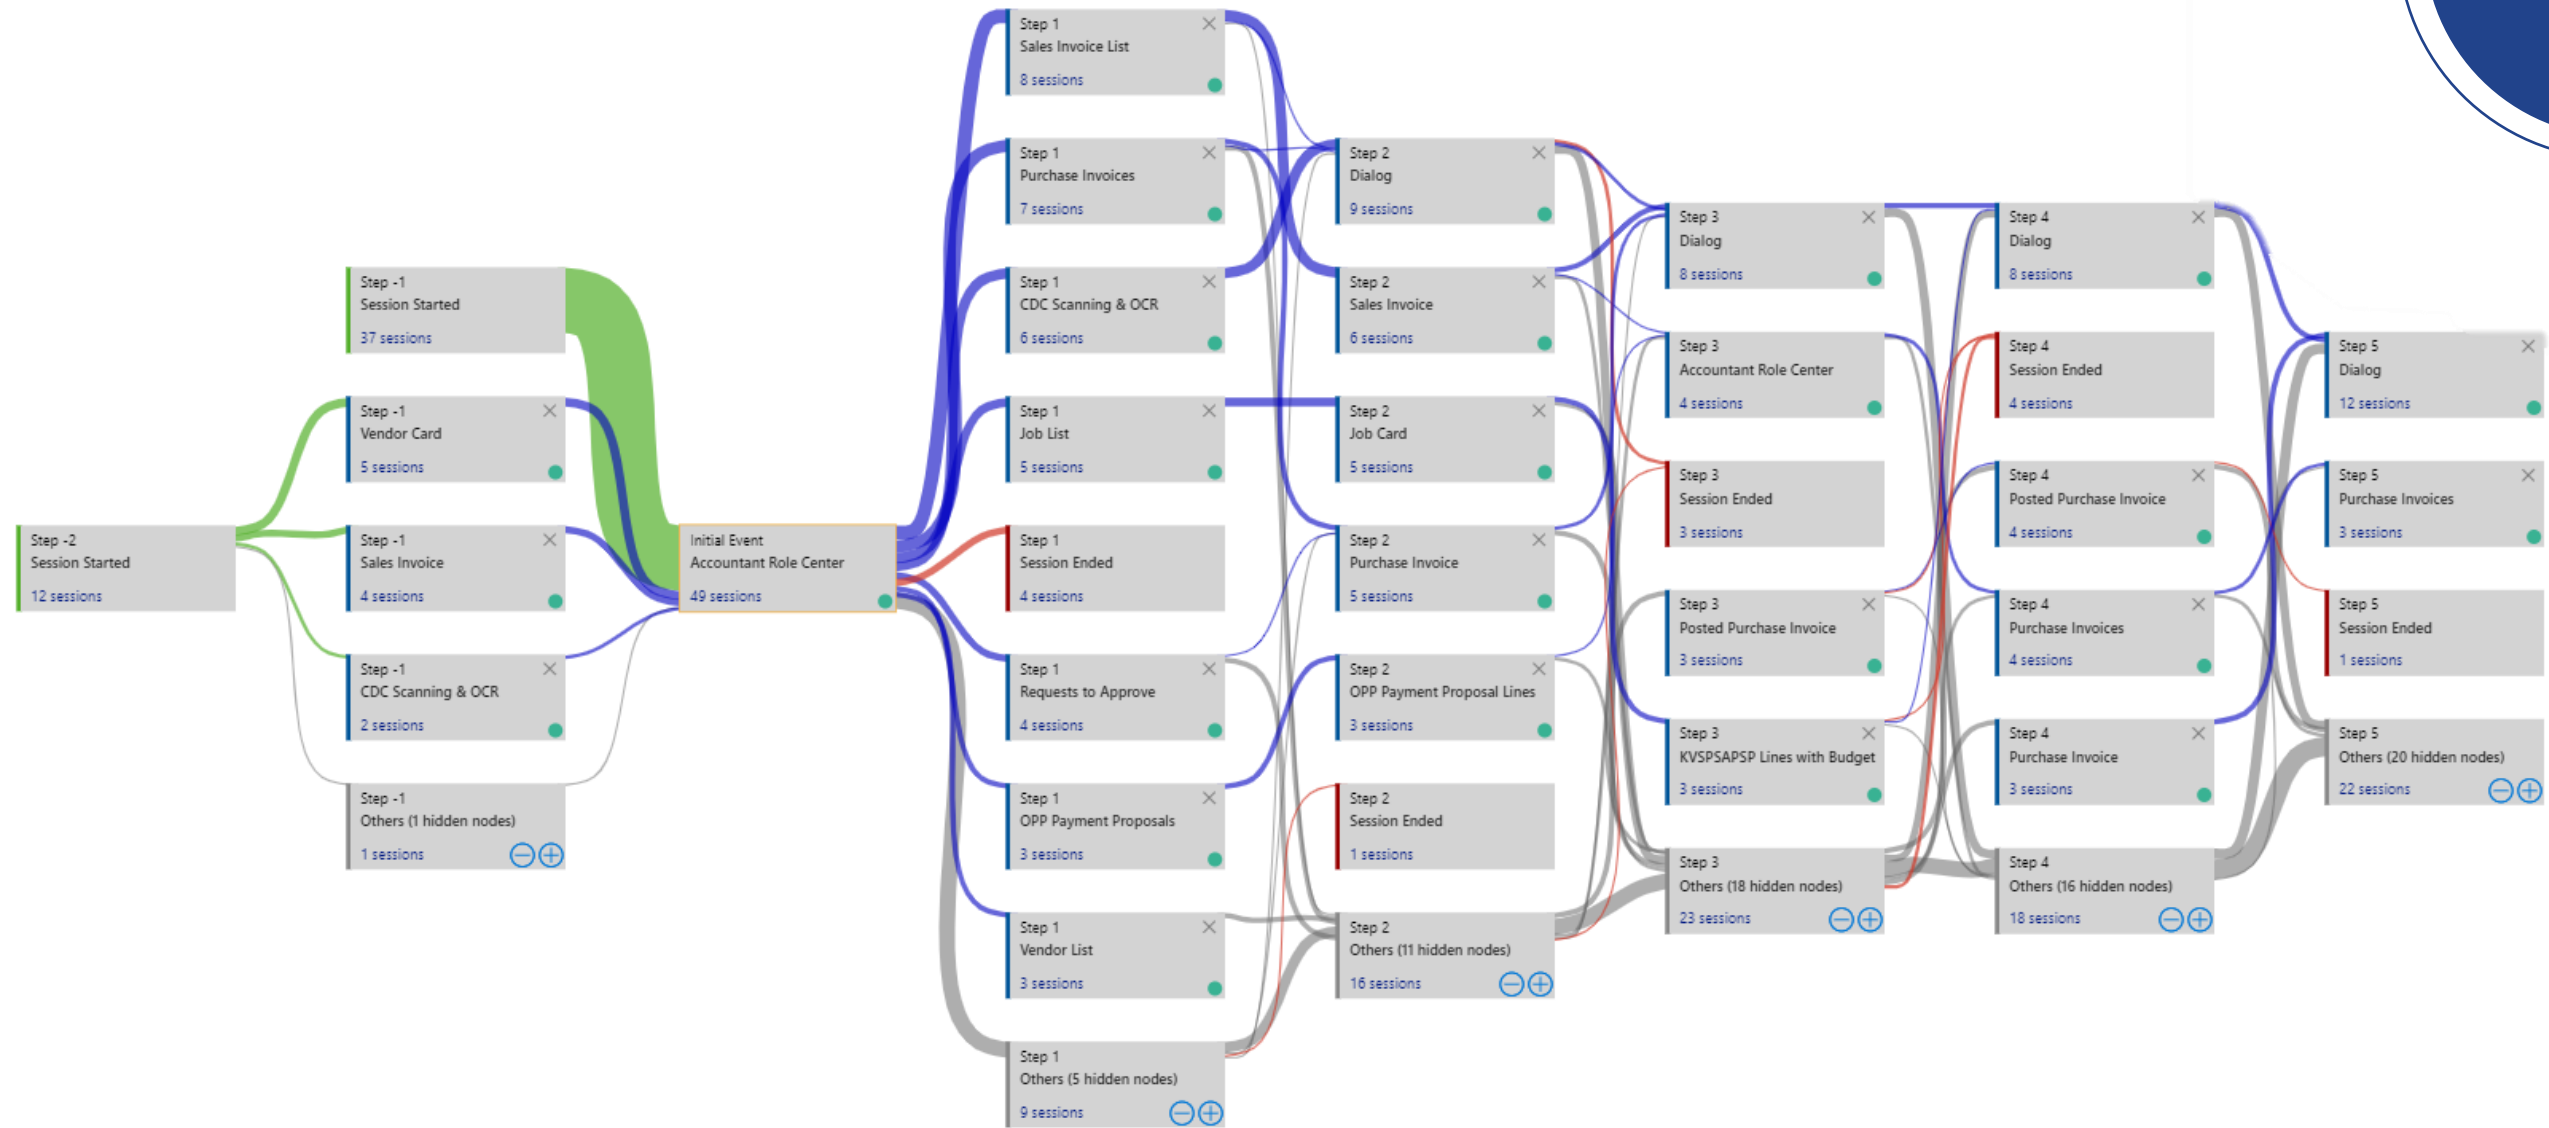 Step -2
Session Started
12 sessions
Step -1
Session Started
37 sessions
Step -1
Vendor Card
5 sessions
Step -1
Sales Invoice
4 sessions
Step -1
CDC Scanning & OCR
2 sessions
Step -1
Others (1 hidden nodes)
1 sessions
Initial Event
Accountant Role Center
49 sessions
Step 1
Sales Invoice List
8 sessions
Step 1
Purchase Invoices
7 sessions
Step 1
CDC Scanning & OCR
6 sessions
Step 1
Job List
5 sessions
Step 1
Session Ended
4 sessions
Step 1
Requests to Approve
4 sessions
Step 1
OPP Payment Proposals
3 sessions
Step 1
Vendor List
3 sessions
Step 1
Others (5 hidden nodes)
9 sessions
Step 2
Dialog
9 sessions
Step 2
Sales Invoice
6 sessions
Step 2
Job Card
5 sessions
Step 2
Purchase Invoice
5 sessions
Step 2
OPP Payment Proposal Lines
3 sessions
Step 2
Session Ended
1 sessions
Step 2
Others (11 hidden nodes)
16 sessions
Step 3
Dialog
8 sessions
Step 3
Accountant Role Center
4 sessions
Step 3
Session Ended
3 sessions
Step 3
Posted Purchase Invoice
3 sessions
Step 3
KVSPSAPSP Lines with Budget
3 sessions
Step 3
Others (18 hidden nodes)
23 sessions
Step 4
Dialog
8 sessions
Step 4
Session Ended
4 sessions
Step 4
Posted Purchase Invoice
4 sessions
Step 4
Purchase Invoices
4 sessions
Step 4
Purchase Invoice
3 sessions
Step 4
Others (16 hidden nodes)
18 sessions
Step 5
Dialog
12 sessions
Step 5
Purchase Invoices
3 sessions
Step 5
Session Ended
1 sessions
Step 5
Others (20 hidden nodes)
22 sessions